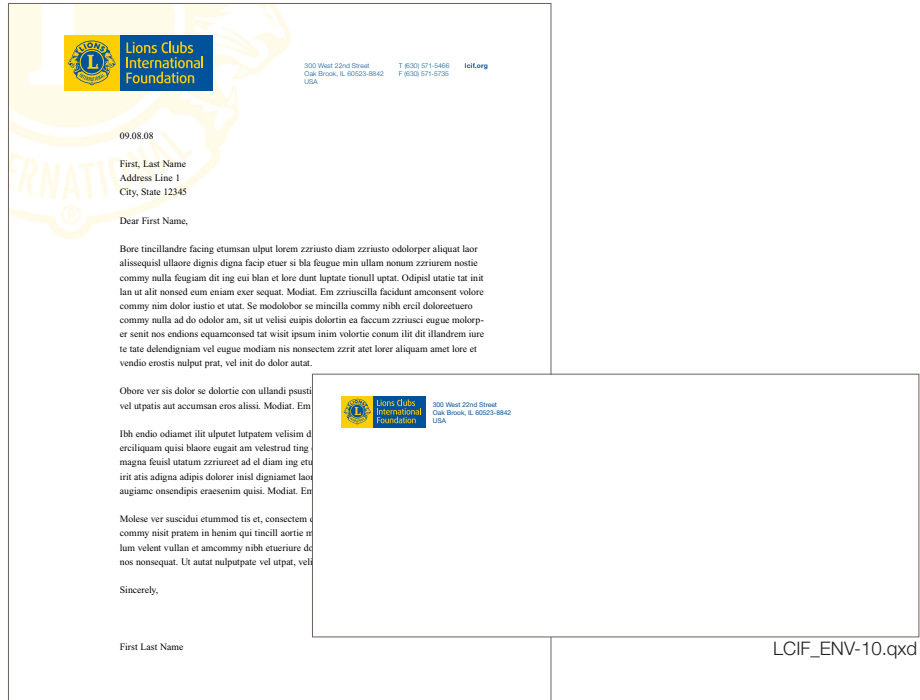 LIONS
L
INTERNATIONAL
Lions Clubs
International
Foundation
300 West 22nd Street
Oak Brook, IL 60523-8842
USA
T (630) 571-5466
F (630) 571-5735
lcif.org
ERNATIONAL
®
09.08.08
First, Last Name
Address Line 1
City, State 12345
Dear First Name,
Bore tincillandre facing etumsan ulput lorem zzriusto diam zzriusto odolorper aliquat laor
alissequisl ullaore dignis digna facip etuer si bla feugue min ullam nonum zzriurem nostie
commy nulla feugiam dit ing eui blan et lore dunt luptate tionull uptat. Odipisl utatie tat init
lan ut alit nonsed eum eniam exer sequat. Modiat. Em zzriuscilla facidunt amconsent volore
commy nim dolor iustio et utat. Se modolobor se mincilla commy nibh ercil doloreetuero
commy nulla ad do odolor am, sit ut velisi euipis dolortin ea faccum zzriusci eugue molorp-
er senit nos endions equamconsed tat wisit ipsum inim volortie conum ilit dit illandrem iure
te tate delendigniam vel eugue modiam nis nonsectem zzrit atet lorer aliquam amet lore et
vendio erostis nulput prat, vel init do dolor autat.
Obore ver sis dolor se dolortie con ullandi psusti
vel utpatis aut accumsan eros alissi. Modiat. Em
Ibh endio odiamet ilit ulputet lutpatem velisim d
erciliquam quisi blaore eugait am velestrud ting
magna feuisl utatum zzriureet ad el diam ing etu
irit atis adigna adipis dolorer inisl digniamet laor
augiamc onsendipis eraesenim quisi. Modiat. Em
Molese ver suscidui etummod tis et, consectem
commy nisit pratem in henim qui tincill aortie m
lum velent vullan et amcommy nibh etueriure do
nos nonsequat. Ut autat nulputpate vel utpat, veli
Sincerely,
First Last Name
Lions Clubs
International
Foundation
300 West 22nd Street
Oak Brook, IL 60523-8842
USA
LCIF_ENV-10.qxd